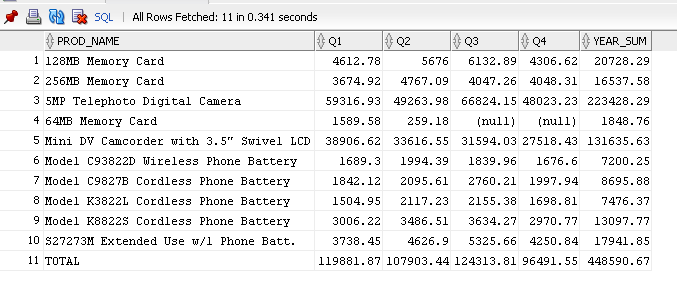 SQL | All Rows Fetched: 11 in 0.341 seconds
PROD_NAME Q1 Q2 Q3 Q4 YEAR_SUM
1 128MB Memory Card 4612.78 5676 6132.89 4306.62 20728.29
2 256MB Memory Card 3674.92 4767.09 4047.26 4048.31 16537.58
3 5MP Telephoto Digital Camera 59316.93 49263.98 66824.15 48023.23 223428.29
4 64MB Memory Card 1589.58 259.18 (null) (null) 1848.76
5 Mini DV Camcorder with 3.5" Swivel LCD 38906.62 33616.55 31594.03 27518.43 131635.63
6 Model C93822D Wireless Phone Battery 1689.3 1994.39 1839.96 1676.6 7200.25
7 Model C9827B Cordless Phone Battery 1842.12 2095.61 2760.21 1997.94 8695.88
8 Model K3822L Cordless Phone Battery 1504.95 2117.23 2155.38 1698.81 7476.37
9 Model K8822S Cordless Phone Battery 3006.22 3486.51 3634.27 2970.77 13097.77
10 S27273M Extended Use w/l Phone Batt. 3738.45 4626.9 5325.66 4250.84 17941.85
11 TOTAL 119881.87 107903.44 124313.81 96491.55 448590.67